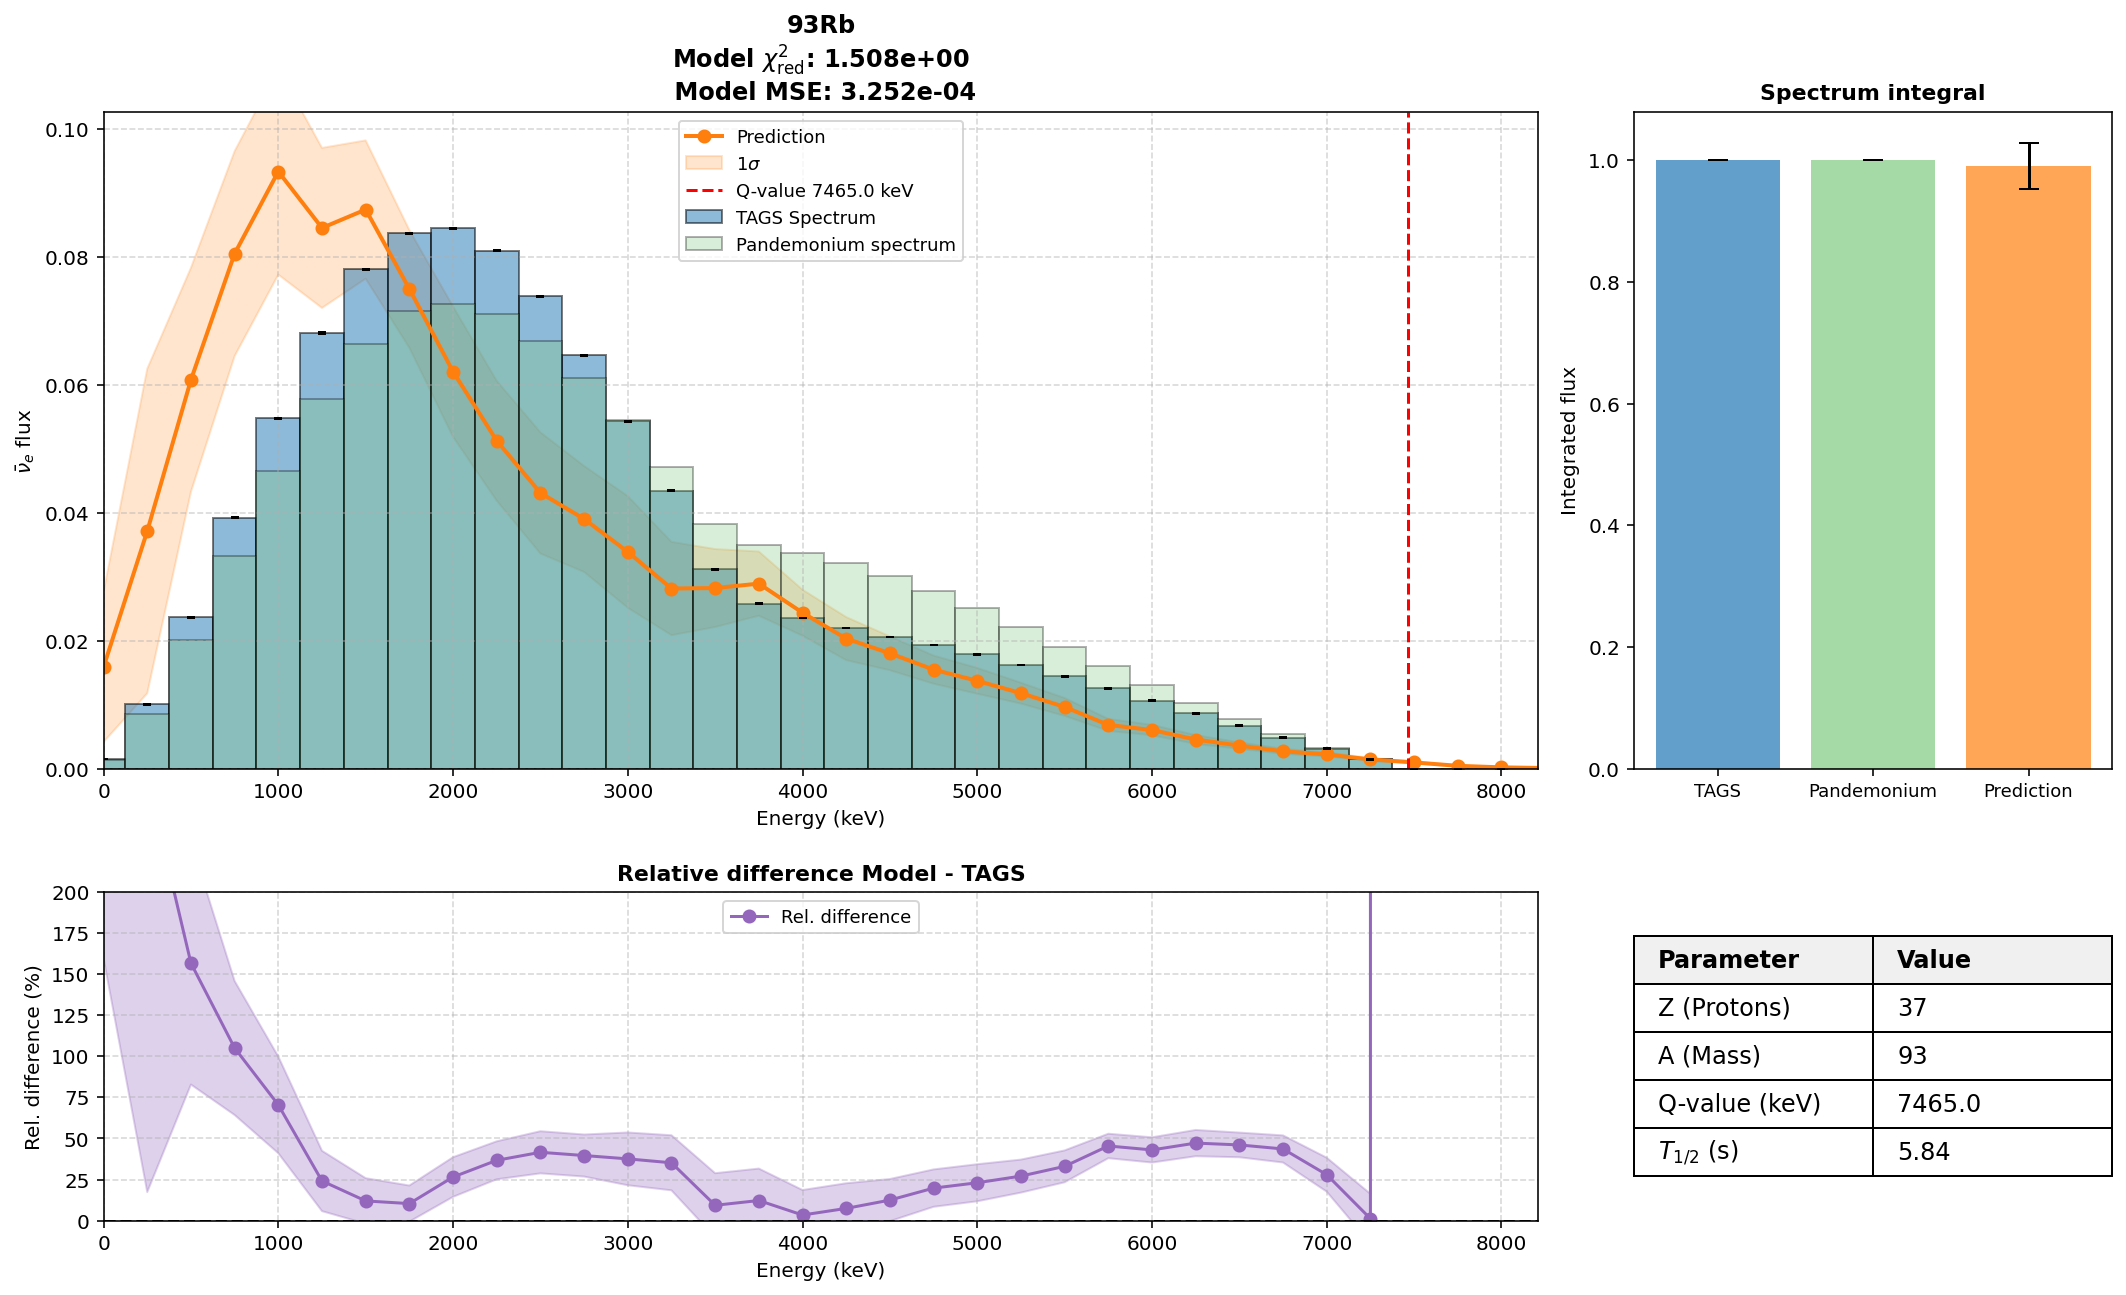 93Rb
Model χ²red: 1.508e+00
Model MSE: 3.252e-04
Spectrum integral
Prediction
1σ
Q-value 7465.0 keV
TAGS Spectrum
Pandemonium spectrum
0.10
0.08
0.06
0.04
0.02
0.00
ν̄e flux
0 1000 2000 3000 4000 5000 6000 7000 8000
Energy (keV)
1.0
0.8
0.6
0.4
0.2
0.0
Integrated flux
TAGS Pandemonium Prediction
Relative difference Model - TAGS
Rel. difference
200
175
150
125
100
75
50
25
0
Rel. difference (%)
0 1000 2000 3000 4000 5000 6000 7000 8000
Energy (keV)
Parameter Value
Z (Protons) 37
A (Mass) 93
Q-value (keV) 7465.0
T1/2 (s) 5.84